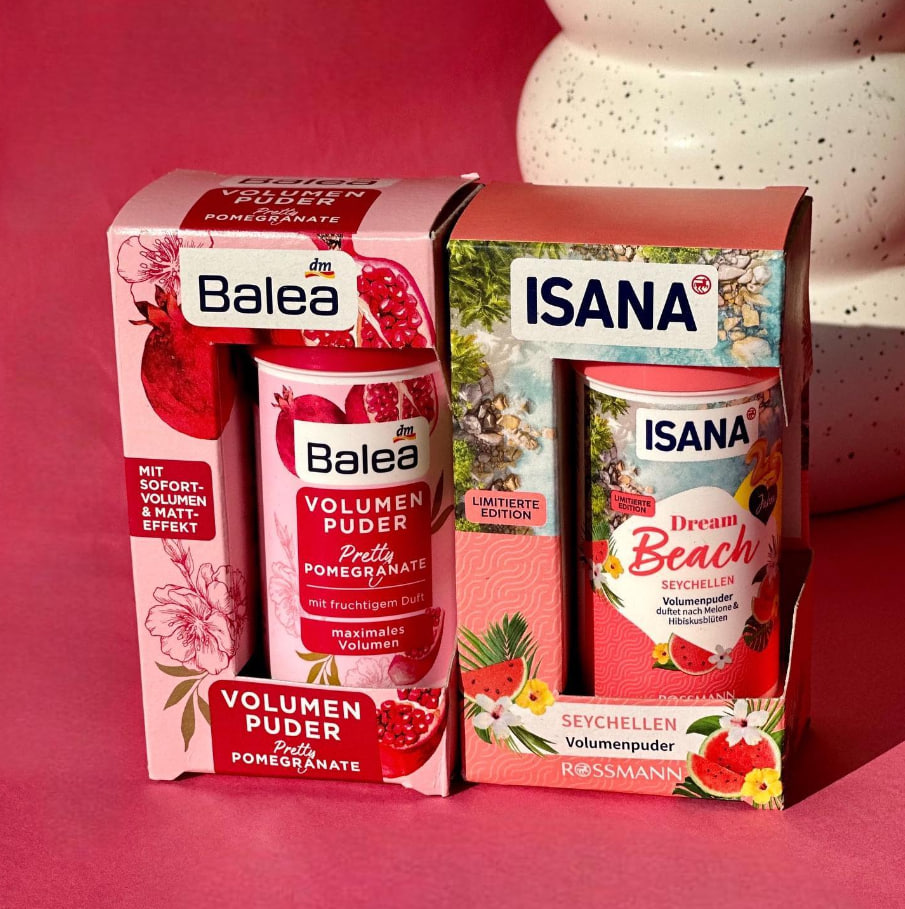 Balea
VOLUMEN
PUDER
Pretty
POMEGRANATE
dm
Balea
MIT
SOFORT-
VOLUMEN
& MATT-
EFFEKT
dm
Balea
VOLUMEN
PUDER
Pretty
POMEGRANATE
mit fruchtigem Duft
maximales
Volumen
VOLUMEN
PUDER
Pretty
POMEGRANATE
ISANA
LIMITIERTE
EDITION
ISANA
LIMITIERTE
EDITION
Dream
Beach
SEYCHELLEN
Volumenpuder
duftet nach Melone &
Hibiskusblüten
ROSSMANN
SEYCHELLEN
Volumenpuder
ROSSMANN